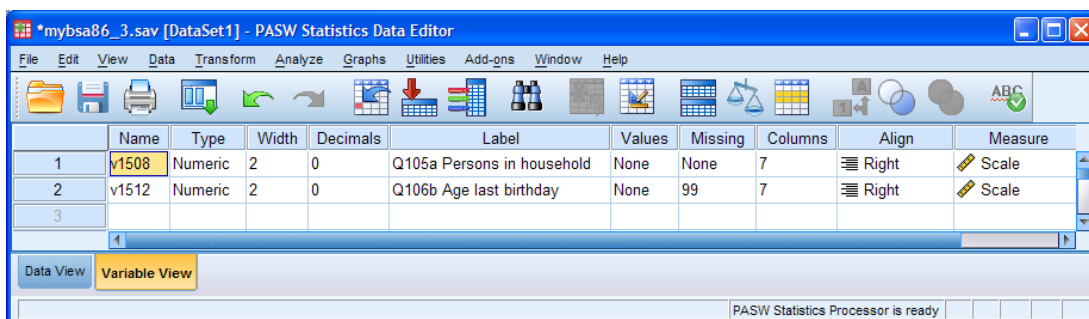 *mybsa86_3.sav [DataSet1] - PASW Statistics Data Editor
File Edit View Data Transform Analyze Graphs Utilities Add-ons Window Help
A
1 4
ABC
Name Type Width Decimals Label Values Missing Columns Align Measure
1 v1508 Numeric 2 0 Q105a Persons in household None None 7 Right Scale
2 v1512 Numeric 2 0 Q106b Age last birthday None 99 7 Right Scale
3
Data View Variable View
PASW Statistics Processor is ready